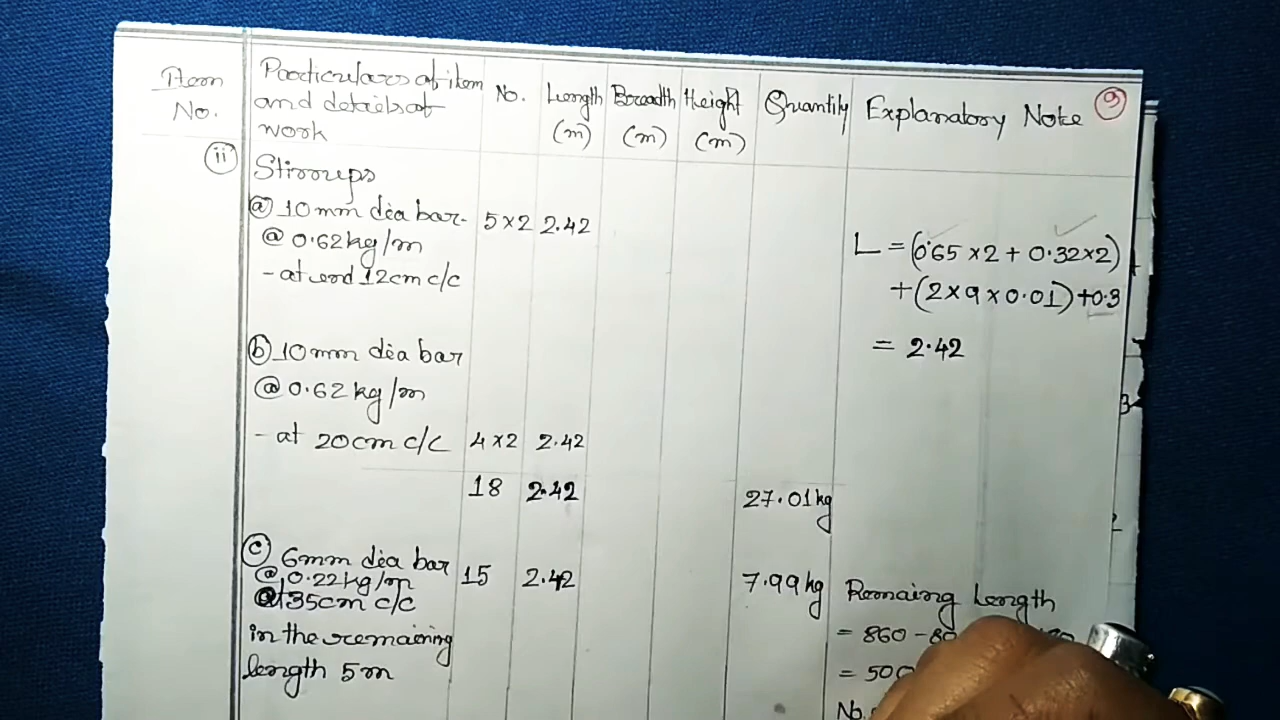 Item
No.
Particulars of item
and details of
work
No.
Length
(m)
Breadth
(m)
Height
(m)
Quantity
Explanatory Note
9
ii
Stirrups
a 10mm dia bar- 5×2 2.42
@ 0.62kg/m
- at end 12cm c/c
L = (0.65 ×2 + 0.32×2)
+(2×9×0.01)+0.3
= 2.42
b 10mm dia bar
@ 0.62 kg/m
- at 20cm c/c 4×2 2.42
18 2.42 27.01kg
c 6mm dia bar 15 2.42 7.99kg
@ 0.22kg/m
@ 35cm c/c
in the remaining
length 5m
Remaing Length
= 860 - 80
= 500
No.